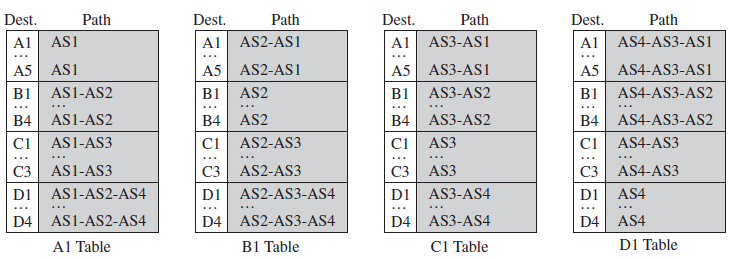 Dest. Path
A1 AS1
...
A5 AS1
B1 AS1-AS2
... ...
B4 AS1-AS2
C1 AS1-AS3
... ...
C3 AS1-AS3
D1 AS1-AS2-AS4
... ...
D4 AS1-AS2-AS4
A1 Table
Dest. Path
A1 AS2-AS1
...
A5 AS2-AS1
B1 AS2
... ...
B4 AS2
C1 AS2-AS3
... ...
C3 AS2-AS3
D1 AS2-AS3-AS4
... ...
D4 AS2-AS3-AS4
B1 Table
Dest. Path
A1 AS3-AS1
...
A5 AS3-AS1
B1 AS3-AS2
... ...
B4 AS3-AS2
C1 AS3
... ...
C3 AS3
D1 AS3-AS4
... ...
D4 AS3-AS4
C1 Table
Dest. Path
A1 AS4-AS3-AS1
...
A5 AS4-AS3-AS1
B1 AS4-AS3-AS2
... ...
B4 AS4-AS3-AS2
C1 AS4-AS3
... ...
C3 AS4-AS3
D1 AS4
... ...
D4 AS4
D1 Table